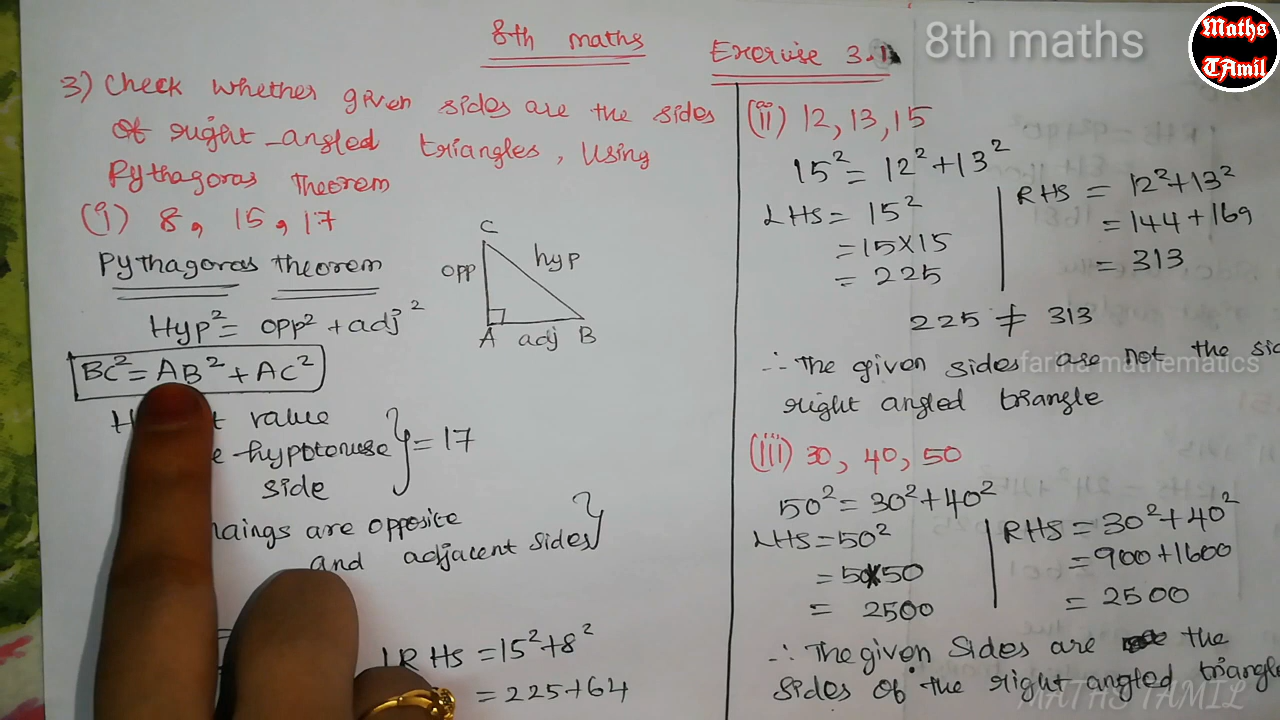 8th maths Exercise 3.1
8th maths
Maths
TAmil
3) Check whether given sides are the sides
of right-angled triangles, Using
Pythagoras Theorem
(i) 8, 15, 17
Pythagoras theorem
Hyp² = opp² + adj²
BC² = AB² + AC²
C
opp hyp
A adj B
value
hypotonuse } = 17
side
are opposite
and adjacent sides }
RHS = 15² + 8²
= 225 + 64
(ii) 12, 13, 15
15² = 12² + 13²
LHS = 15² RHS = 12² + 13²
= 15 × 15 = 144 + 169
= 225 = 313
225 ≠ 313
∴ The given sides are not the
farina mathematics
right angled triangle
(iii) 30, 40, 50
50² = 30² + 40²
LHS = 50² RHS = 30² + 40²
= 50 × 50 = 900 + 1600
= 2500 = 2500
∴ The given sides are the
sides of the right angled triangle
MATHS TAMIL